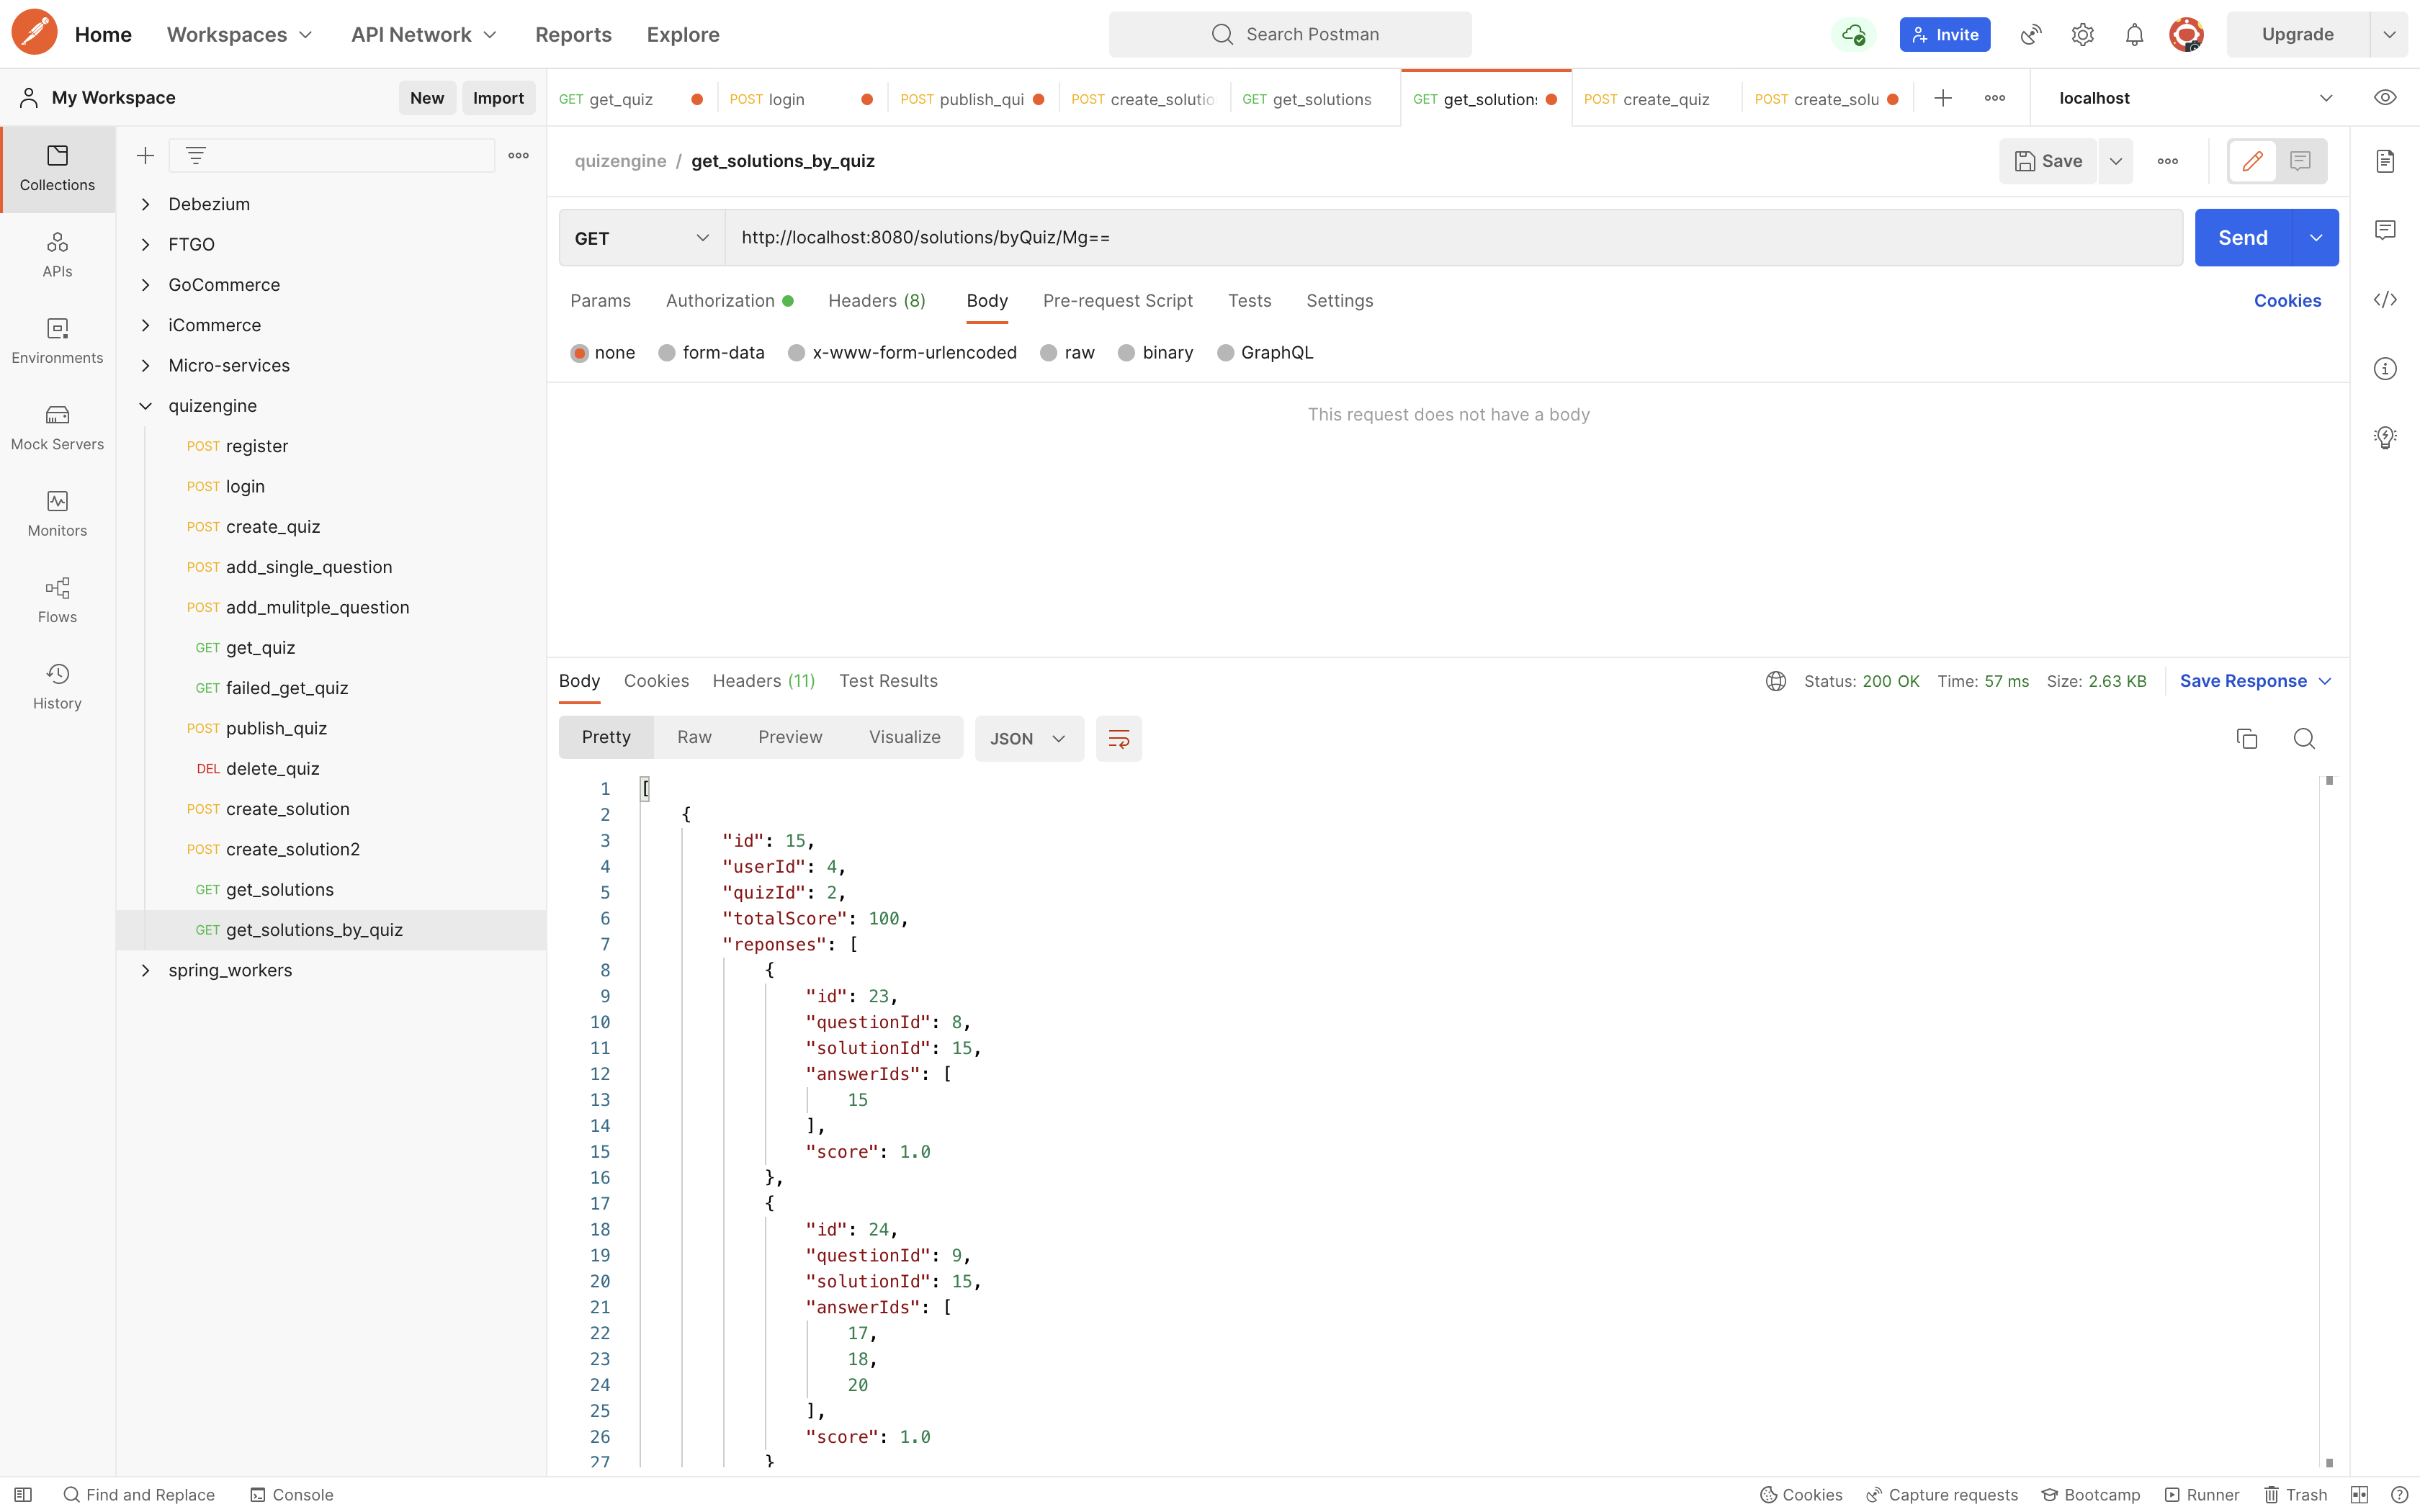 Home Workspaces API Network Reports Explore Search Postman Invite Upgrade
My Workspace New Import
GET get_quiz POST login POST publish_qui POST create_solutio GET get_solutions GET get_solution: POST create_quiz POST create_solu localhost
Collections
APIs
Environments
Mock Servers
Monitors
Flows
History
Debezium
FTGO
GoCommerce
iCommerce
Micro-services
quizengine
POST register
POST login
POST create_quiz
POST add_single_question
POST add_mulitple_question
GET get_quiz
GET failed_get_quiz
POST publish_quiz
DEL delete_quiz
POST create_solution
POST create_solution2
GET get_solutions
GET get_solutions_by_quiz
spring_workers
quizengine / get_solutions_by_quiz Save
GET http://localhost:8080/solutions/byQuiz/Mg== Send
Params Authorization Headers (8) Body Pre-request Script Tests Settings Cookies
none form-data x-www-form-urlencoded raw binary GraphQL
This request does not have a body
Body Cookies Headers (11) Test Results Status: 200 OK Time: 57 ms Size: 2.63 KB Save Response
Pretty Raw Preview Visualize JSON
1 [
2 {
3 "id": 15,
4 "userId": 4,
5 "quizId": 2,
6 "totalScore": 100,
7 "reponses": [
8 {
9 "id": 23,
10 "questionId": 8,
11 "solutionId": 15,
12 "answerIds": [
13 15
14 ],
15 "score": 1.0
16 },
17 {
18 "id": 24,
19 "questionId": 9,
20 "solutionId": 15,
21 "answerIds": [
22 17,
23 18,
24 20
25 ],
26 "score": 1.0
27 }
Find and Replace Console Cookies Capture requests Bootcamp Runner Trash